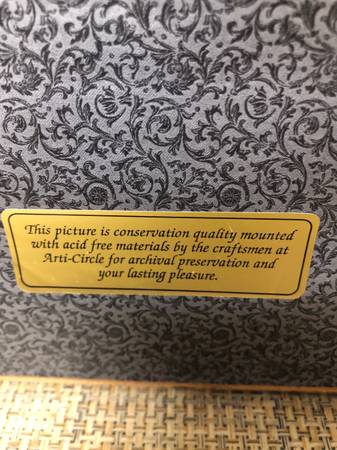 This picture is conservation quality mounted
with acid free materials by the craftsmen at
Arti-Circle for archival preservation and
your lasting pleasure.